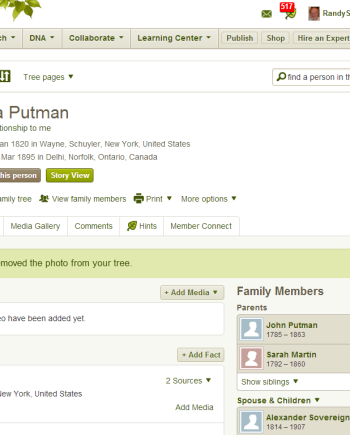 517
RandyS
ch DNA Collaborate Learning Center Publish Shop Hire an Expert
Tree pages
find a person in th
a Putman
tionship to me
an 1820 in Wayne, Schuyler, New York, United States
Mar 1895 in Delhi, Norfolk, Ontario, Canada
his person Story View
amily tree View family members Print More options
Media Gallery Comments Hints Member Connect
emoved the photo from your tree.
+ Add Media
eo have been added yet.
+ Add Fact
2 Sources
New York, United States
Add Media
Family Members
Parents
John Putman
1785 – 1863
Sarah Martin
1792 – 1860
Show siblings
Spouse & Children
Alexander Sovereign
1814 – 1907